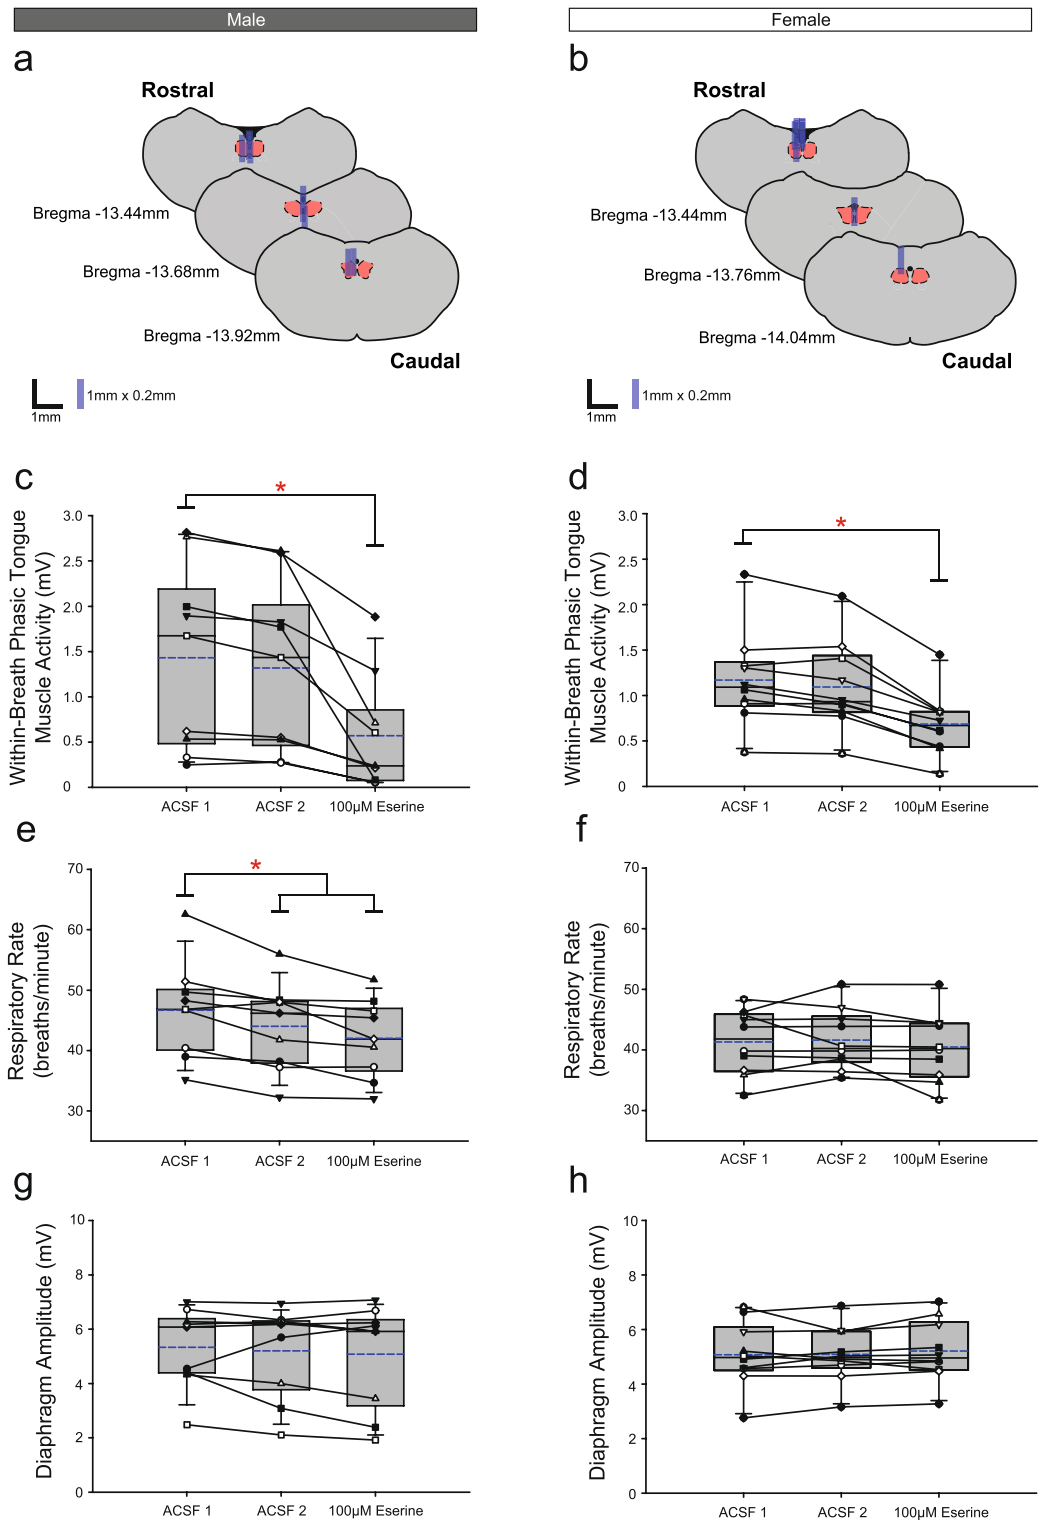 Male
Female
a
b
Rostral
Rostral
Bregma -13.44mm
Bregma -13.44mm
Bregma -13.68mm
Bregma -13.76mm
Bregma -13.92mm
Bregma -14.04mm
Caudal
Caudal
1mm
1mm x 0.2mm
1mm
1mm x 0.2mm
c
Within-Breath Phasic Tongue
Muscle Activity (mV)
3.0
2.5
2.0
1.5
1.0
0.5
0
*
ACSF 1
ACSF 2
100µM Eserine
d
Within-Breath Phasic Tongue
Muscle Activity (mV)
3.0
2.5
2.0
1.5
1.0
0.5
0
*
ACSF 1
ACSF 2
100µM Eserine
e
Respiratory Rate
(breaths/minute)
70
60
50
40
30
*
ACSF 1
ACSF 2
100µM Eserine
f
Respiratory Rate
(breaths/minute)
70
60
50
40
30
ACSF 1
ACSF 2
100µM Eserine
g
Diaphragm Amplitude (mV)
10
8
6
4
2
0
ACSF 1
ACSF 2
100µM Eserine
h
Diaphragm Amplitude (mV)
10
8
6
4
2
0
ACSF 1
ACSF 2
100µM Eserine